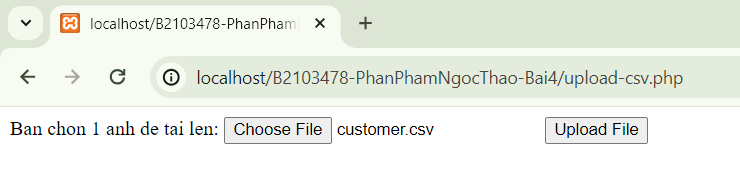 localhost/B2103478-PhanPham
localhost/B2103478-PhanPhamNgocThao-Bai4/upload-csv.php
Ban chon 1 anh de tai len: Choose File customer.csv Upload File